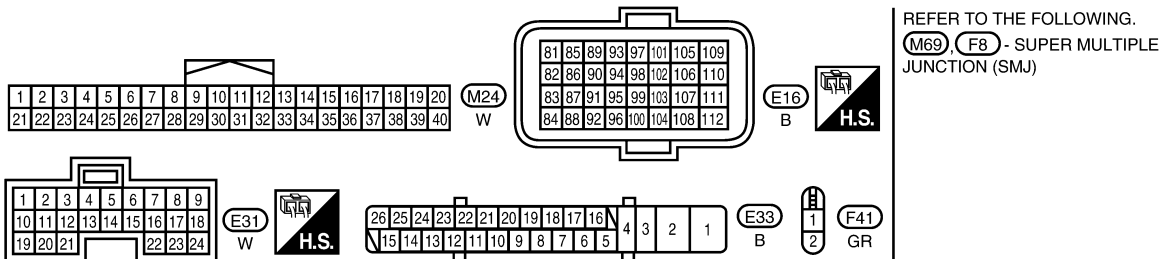 REFER TO THE FOLLOWING.
M69, F8 - SUPER MULTIPLE
JUNCTION (SMJ)
81 85 89 93 97 101 105 109
82 86 90 94 98 102 106 110
83 87 91 95 99 103 107 111
84 88 92 96 100 104 108 112
E16
B
H.S.
1 2 3 4 5 6 7 8 9 10 11 12 13 14 15 16 17 18 19 20
21 22 23 24 25 26 27 28 29 30 31 32 33 34 35 36 37 38 39 40
M24
W
1 2 3 4 5 6 7 8 9
10 11 12 13 14 15 16 17 18
19 20 21 22 23 24
E31
W
H.S.
26 25 24 23 22 21 20 19 18 17 16
15 14 13 12 11 10 9 8 7 6 5
4 3 2 1
E33
B
1
2
F41
GR